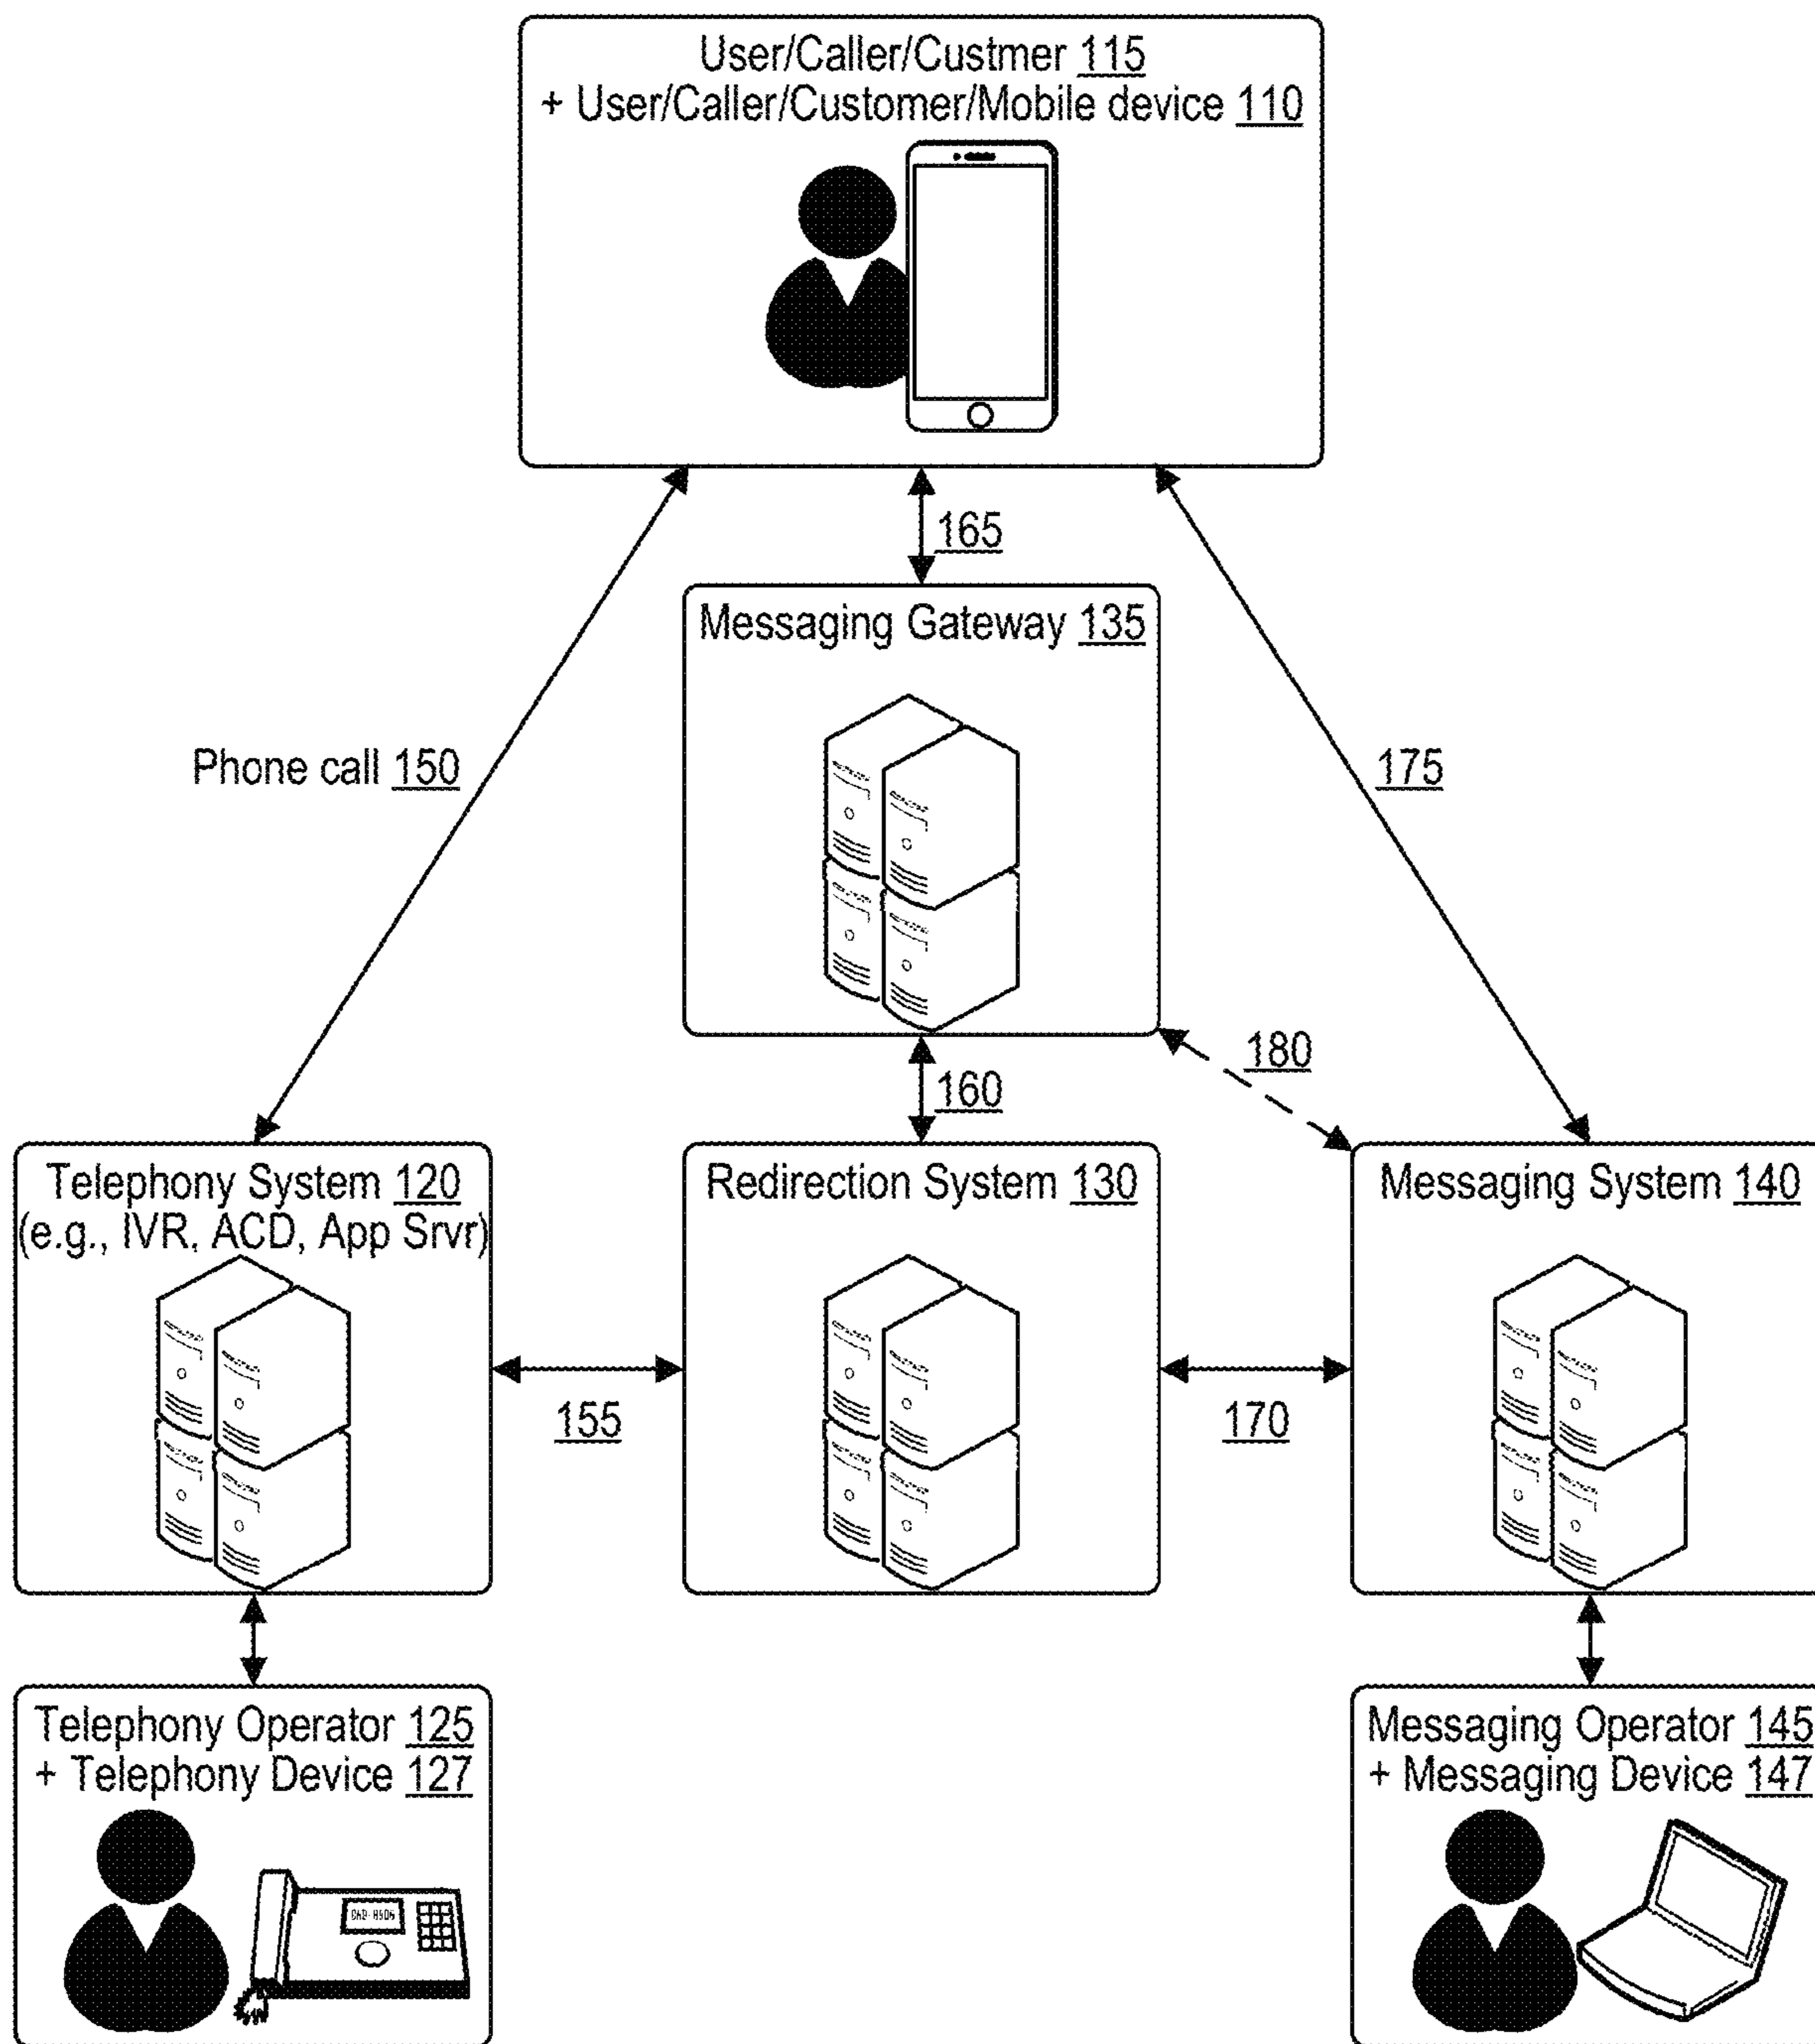 User/Caller/Custmer 115
+ User/Caller/Customer/Mobile device 110
165
Messaging Gateway 135
Phone call 150
175
180
160
Telephony System 120
(e.g., IVR, ACD, App Srvr)
Redirection System 130
Messaging System 140
155
170
Telephony Operator 125
+ Telephony Device 127
Messaging Operator 145
+ Messaging Device 147